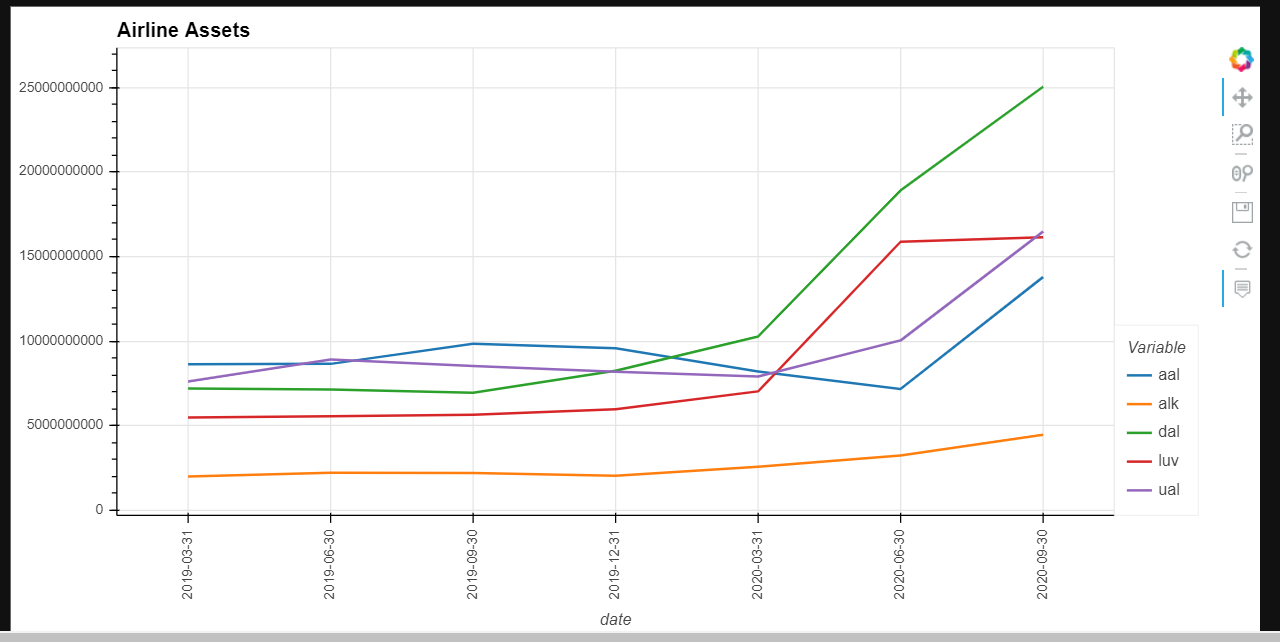 Airline Assets
25000000000
20000000000
15000000000
10000000000
5000000000
0
2019-03-31
2019-06-30
2019-09-30
2019-12-31
2020-03-31
2020-06-30
2020-09-30
date
Variable
aal
alk
dal
luv
ual